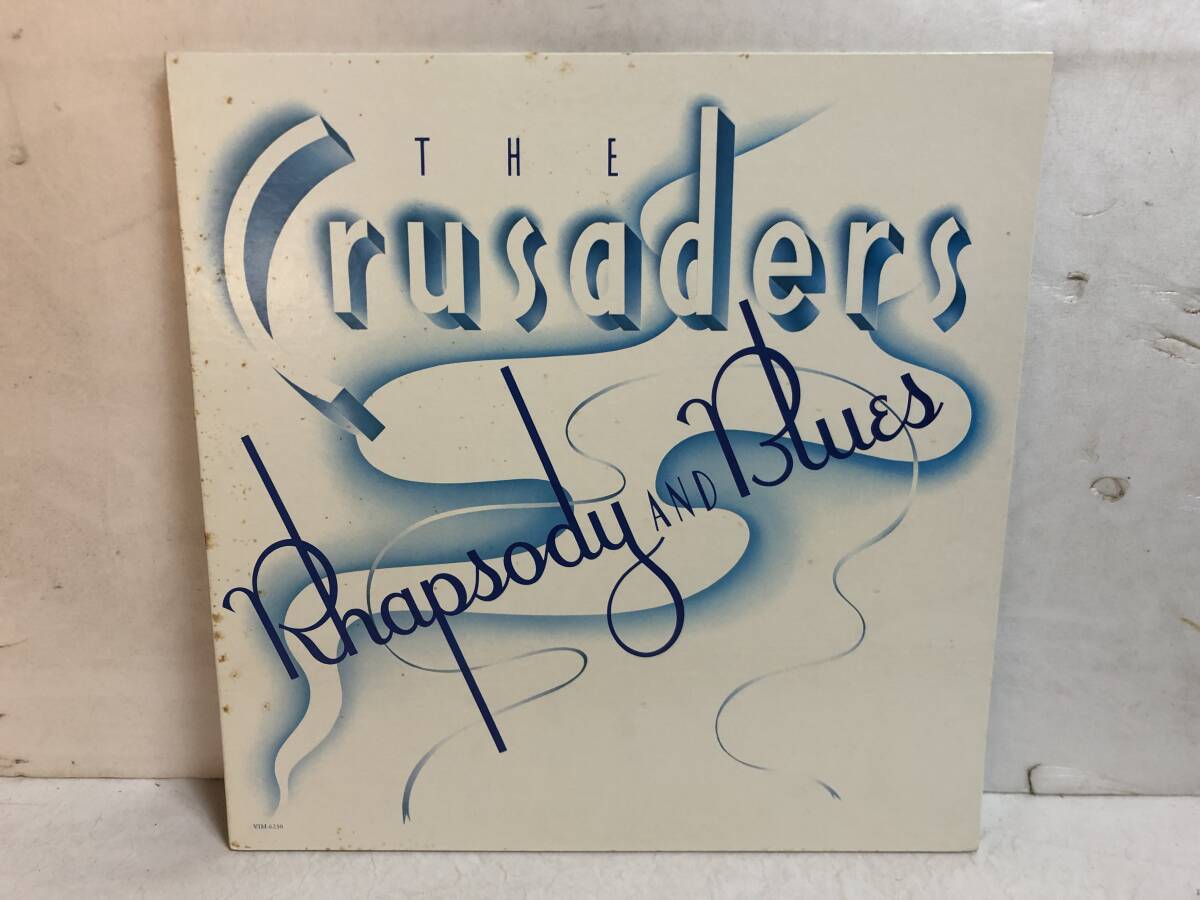 THE
Crusaders
Rhapsody AND Blues
VIM-6230